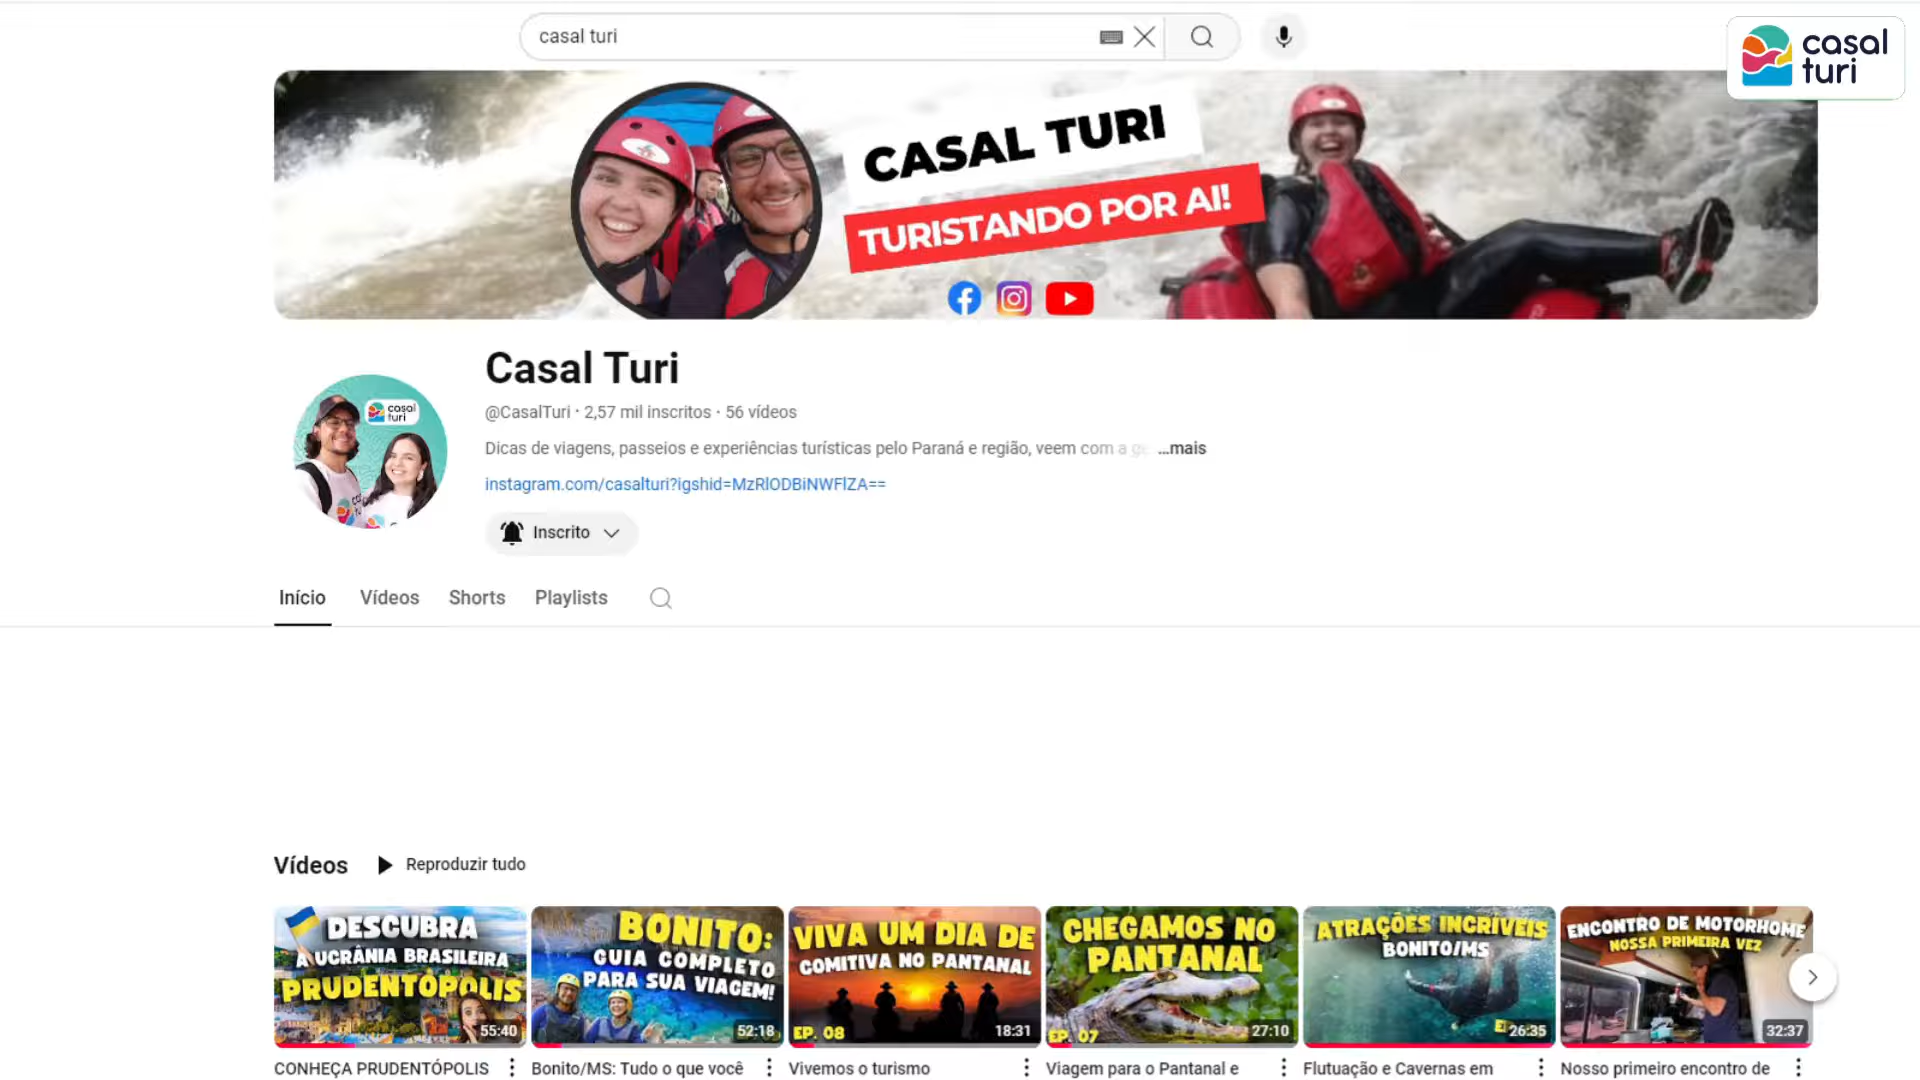 casal turi
casal
turi
CASAL TURI
TURISTANDO POR AI!
Casal Turi
casal
turi
@CasalTuri · 2,57 mil inscritos · 56 vídeos
Dicas de viagens, passeios e experiências turísticas pelo Paraná e região, veem com a ...mais
instagram.com/casalturi?igshid=MzRlODBiNWFlZA==
Inscrito
Início Vídeos Shorts Playlists
Vídeos Reproduzir tudo
DESCUBRA
A UCRÂNIA BRASILEIRA
PRUDENTÓPOLIS
55:40
BONITO:
GUIA COMPLETO
PARA SUA VIAGEM!
52:18
VIVA UM DIA DE
COMITIVA NO PANTANAL
EP. 08
18:31
CHEGAMOS NO
PANTANAL
EP. 07
27:10
ATRAÇÕES INCRÍVEIS
BONITO/MS
26:35
ENCONTRO DE MOTORHOME
NOSSA PRIMEIRA VEZ
32:37
CONHEÇA PRUDENTÓPOLIS
Bonito/MS: Tudo o que você
Vivemos o turismo
Viagem para o Pantanal e
Flutuação e Cavernas em
Nosso primeiro encontro de